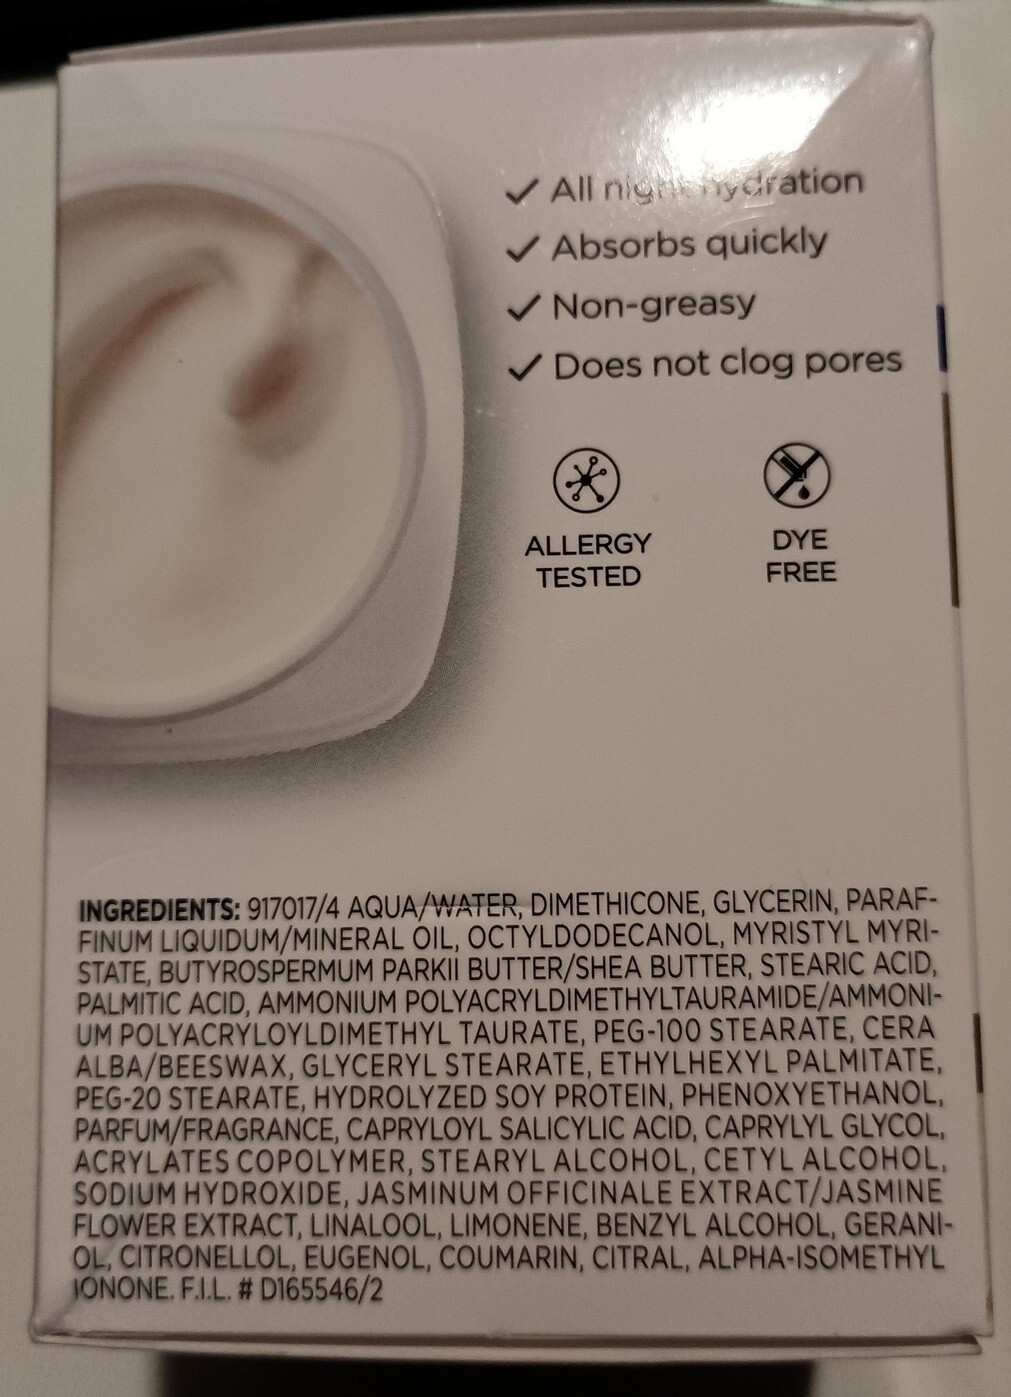 ✓ All night hydration
✓ Absorbs quickly
✓ Non-greasy
✓ Does not clog pores
ALLERGY
TESTED
DYE
FREE
INGREDIENTS: 917017/4 AQUA/WATER, DIMETHICONE, GLYCERIN, PARAF-
FINUM LIQUIDUM/MINERAL OIL, OCTYLDODECANOL, MYRISTYL MYRI-
STATE, BUTYROSPERMUM PARKII BUTTER/SHEA BUTTER, STEARIC ACID,
PALMITIC ACID, AMMONIUM POLYACRYLDIMETHYLTAURAMIDE/AMMONI-
UM POLYACRYLOYLDIMETHYL TAURATE, PEG-100 STEARATE, CERA
ALBA/BEESWAX, GLYCERYL STEARATE, ETHYLHEXYL PALMITATE,
PEG-20 STEARATE, HYDROLYZED SOY PROTEIN, PHENOXYETHANOL,
PARFUM/FRAGRANCE, CAPRYLOYL SALICYLIC ACID, CAPRYLYL GLYCOL,
ACRYLATES COPOLYMER, STEARYL ALCOHOL, CETYL ALCOHOL,
SODIUM HYDROXIDE, JASMINUM OFFICINALE EXTRACT/JASMINE
FLOWER EXTRACT, LINALOOL, LIMONENE, BENZYL ALCOHOL, GERANI-
OL, CITRONELLOL, EUGENOL, COUMARIN, CITRAL, ALPHA-ISOMETHYL
IONONE. F.I.L. # D165546/2